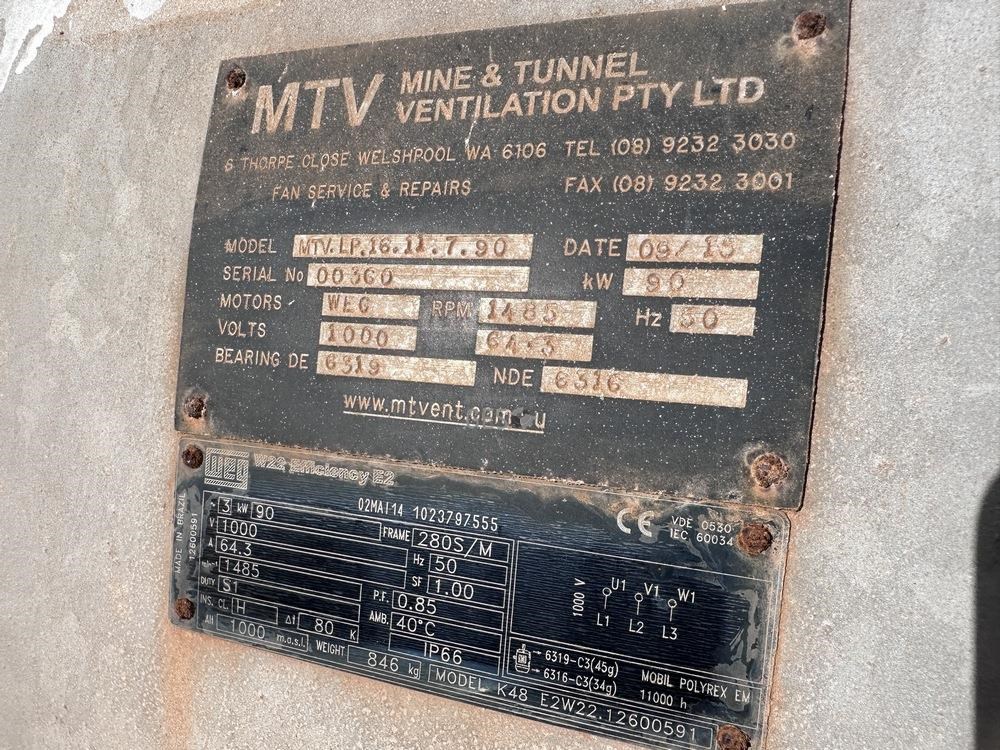 MTV MINE & TUNNEL
VENTILATION PTY LTD
6 THORPE CLOSE WELSHPOOL WA 6106 TEL (08) 9232 3030
FAN SERVICE & REPAIRS FAX (08) 9232 3001
MODEL MTV.LP.16.11.7.90 DATE 09/15
SERIAL No 00360 kW 90
MOTORS WEG RPM 1485 Hz 50
VOLTS 1000 64.3
BEARING DE 6319 NDE 6316
www.mtvent.com u
WEG W22 Efficiency E2
02MAI14 1023797555
CE VDE 0530
IEC 60034
MADE IN BRAZIL
12600591
~ 3 kW 90 FRAME 280S/M
V 1000 Hz 50
A 64.3 SF 1.00
min-1 1485 P.F. 0.85
DUTY S1 AMB. 40°C
INS. CL. H Δt 80 K IP66
Alt 1000 m.a.s.l. WEIGHT 846 kg
1000 V
U1 V1 W1
L1 L2 L3
→ 6319-C3(45g) MOBIL POLYREX EM
→ 6316-C3(34g) 11000 h
MODEL K48 E2W22.12600591